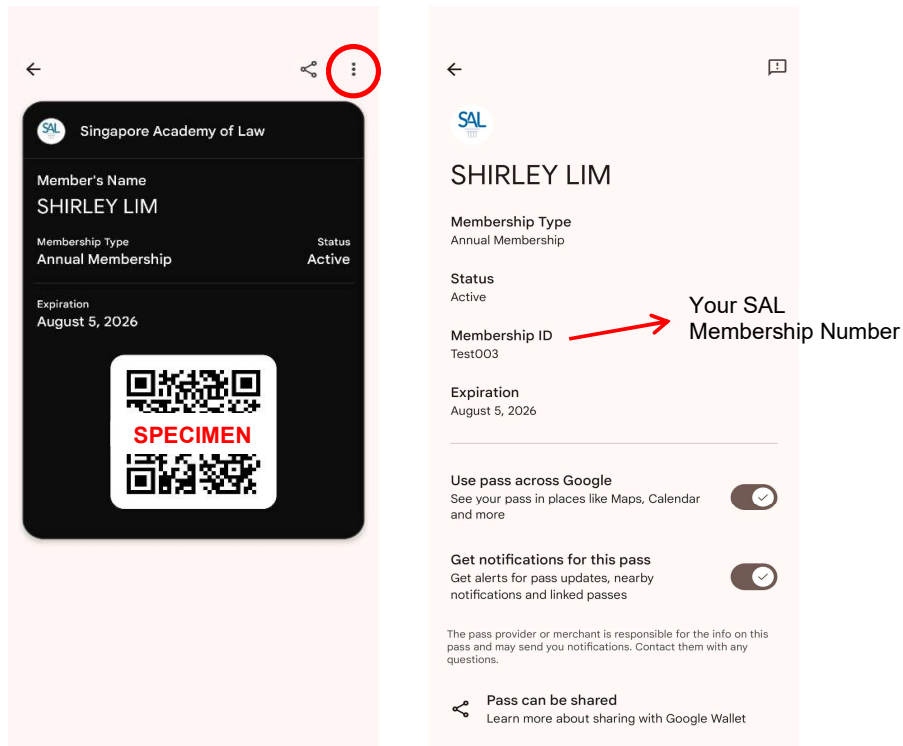 SAL
Singapore Academy of Law
Member's Name
SHIRLEY LIM
Membership Type
Status
Annual Membership
Active
Expiration
August 5, 2026
SPECIMEN
SAL
SHIRLEY LIM
Membership Type
Annual Membership
Status
Active
Membership ID
Test003
Your SAL
Membership Number
Expiration
August 5, 2026
Use pass across Google
See your pass in places like Maps, Calendar
and more
Get notifications for this pass
Get alerts for pass updates, nearby
notifications and linked passes
The pass provider or merchant is responsible for the info on this
pass and may send you notifications. Contact them with any
questions.
Pass can be shared
Learn more about sharing with Google Wallet